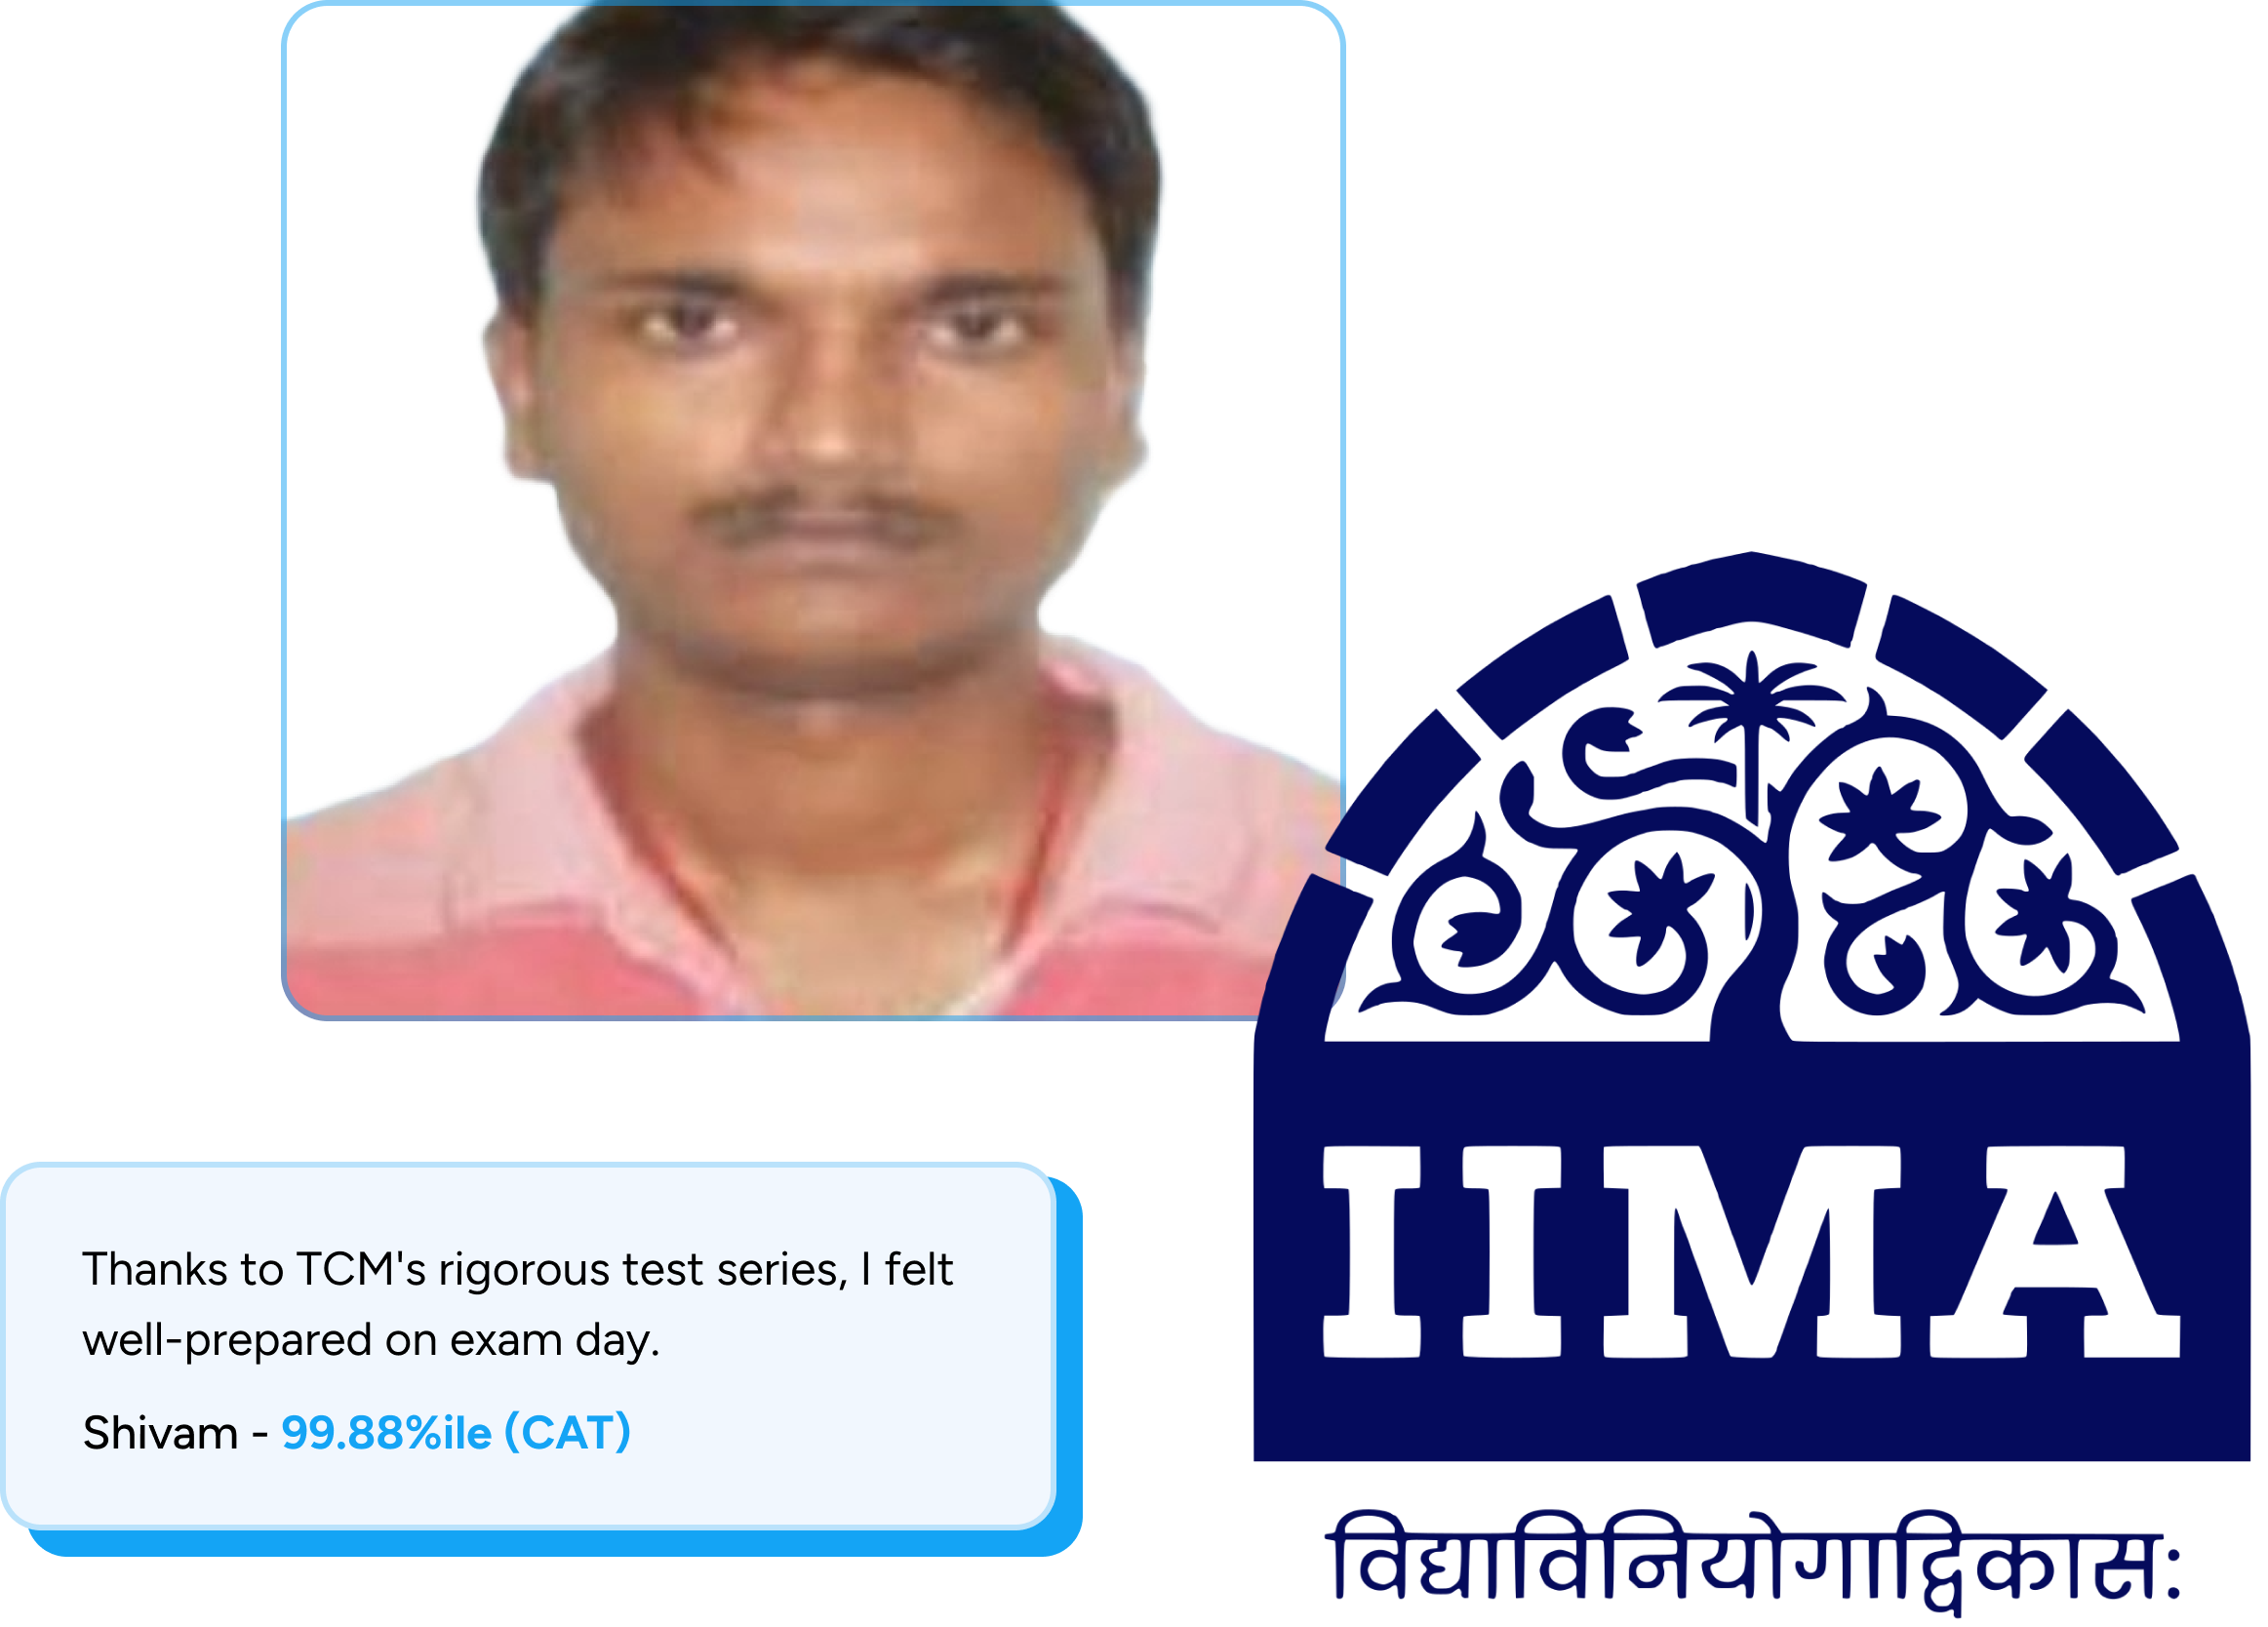 Thanks to TCM's rigorous test series, I felt
well-prepared on exam day.
Shivam - 99.88%ile (CAT)
IIMA
विद्याविनियोगाद्विकासः